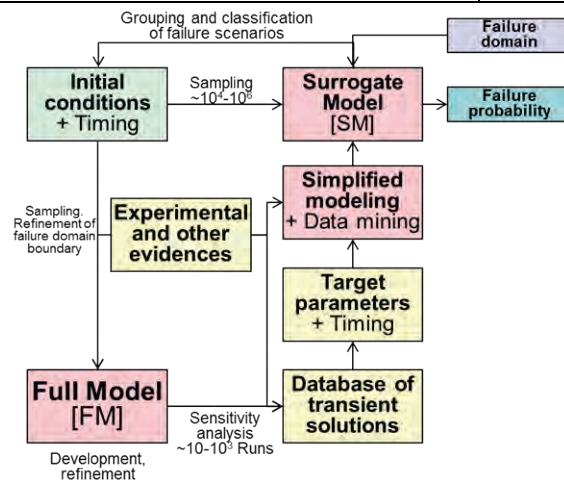 Grouping and classification
of failure scenarios
Failure
domain
Initial
conditions
+ Timing
Sampling
~10⁴-10⁶
Surrogate
Model
[SM]
Failure
probability
Simplified
modeling
+ Data mining
Sampling.
Refinement of
failure domain
boundary
Experimental
and other
evidences
Target
parameters
+ Timing
Full Model
[FM]
Database of
transient
solutions
Sensitivity
analysis
~10-10³ Runs
Development,
refinement